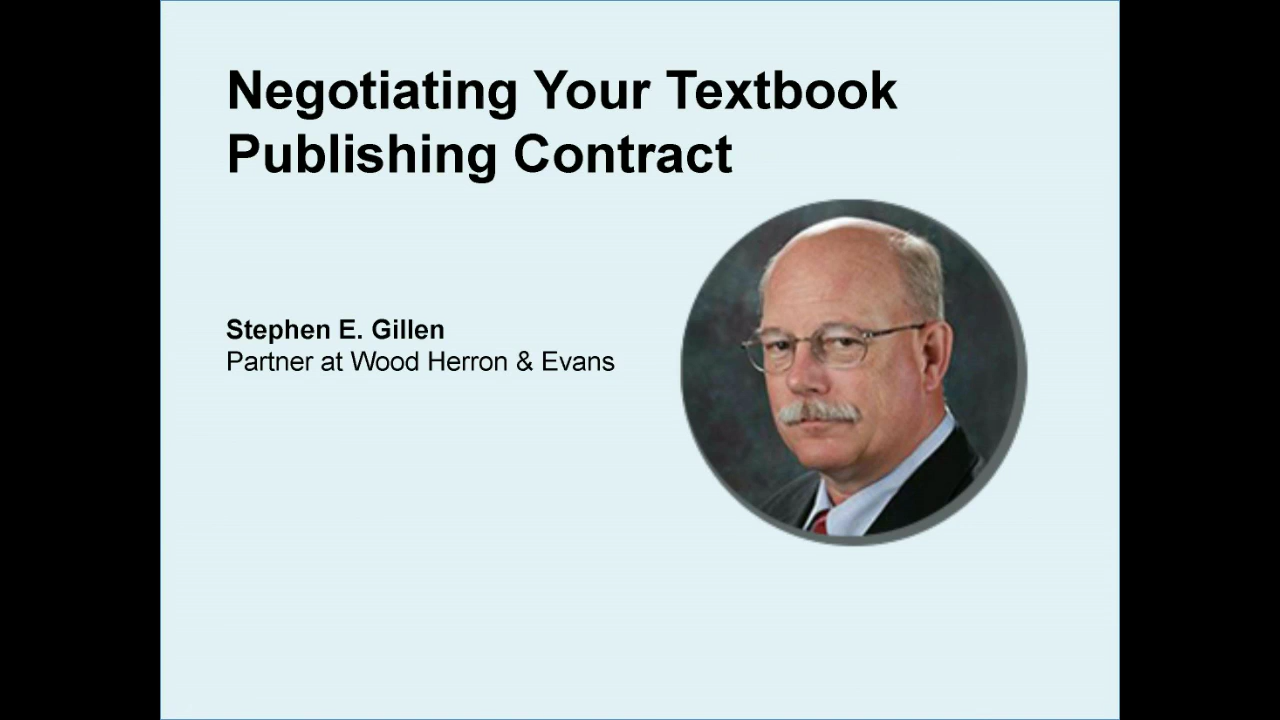 Negotiating Your Textbook
Publishing Contract
Stephen E. Gillen
Partner at Wood Herron & Evans